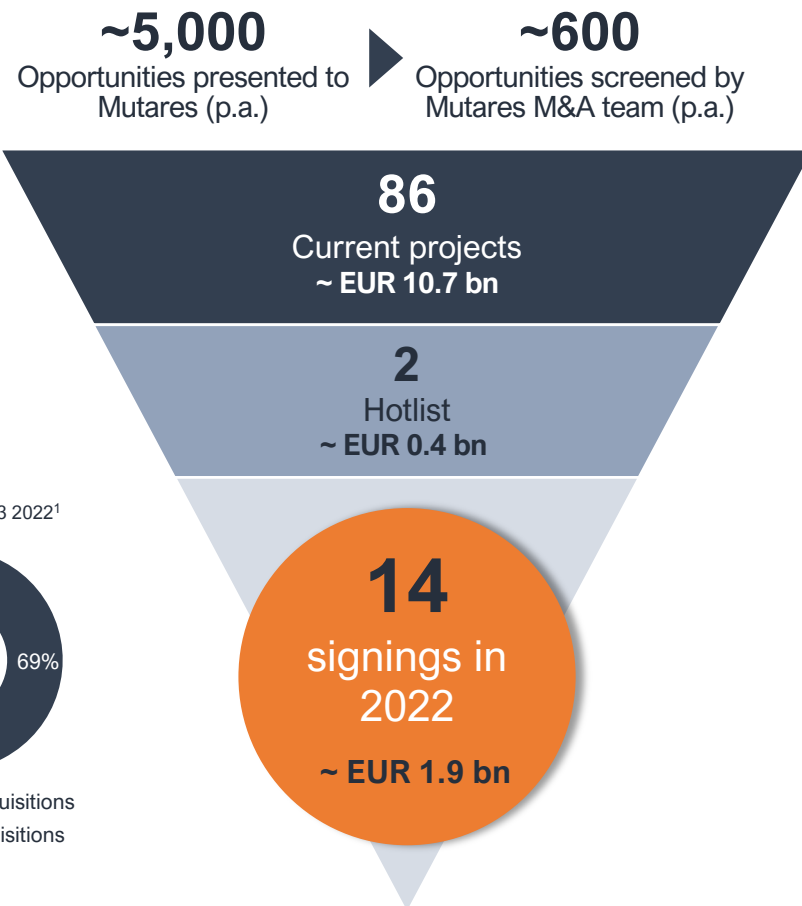 ~5,000
Opportunities presented to
Mutares (p.a.)
~600
Opportunities screened by
Mutares M&A team (p.a.)
86
Current projects
~ EUR 10.7 bn
2
Hotlist
~ EUR 0.4 bn
2022¹
69%
14
signings in
2022
~ EUR 1.9 bn